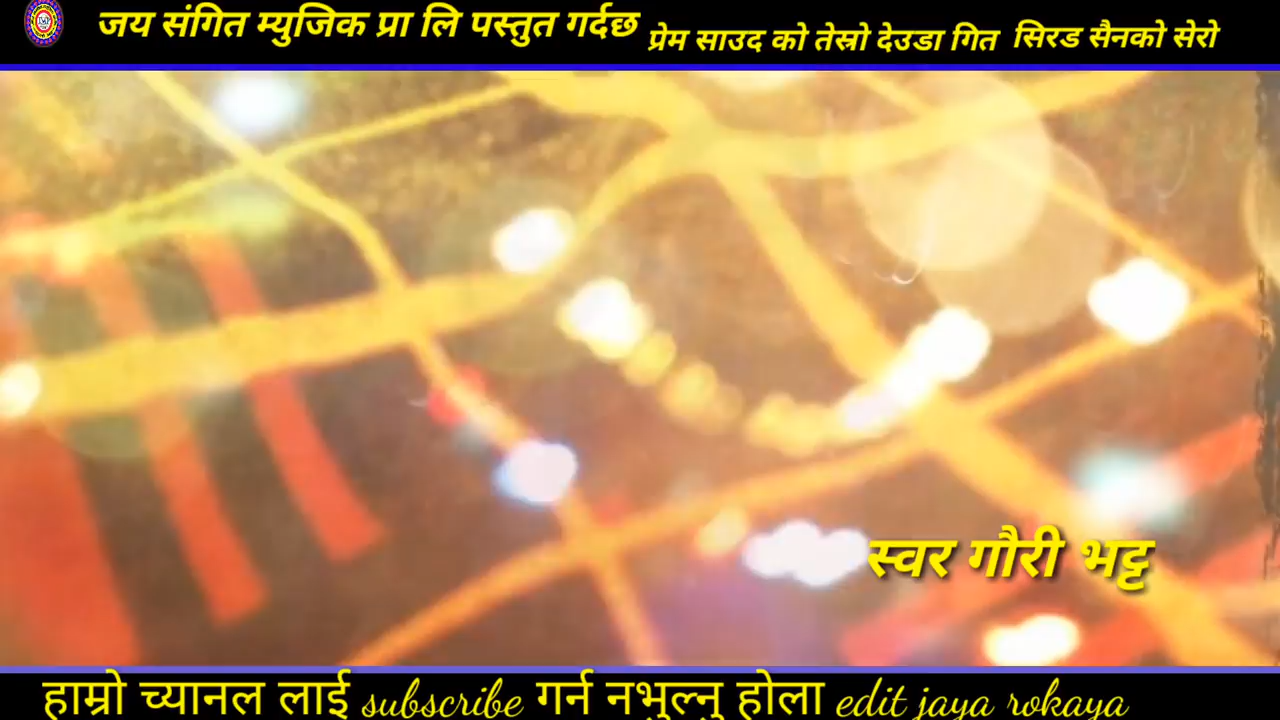 जय संगित म्युजिक प्रा लि पस्तुत गर्दछ प्रेम साउद को तेस्रो देउडा गित सिरड सैनको सेरो
स्वर गौरी भट्ट
हाम्रो च्यानल लाई subscribe गर्न नभुल्नु होला edit jaya rokaya